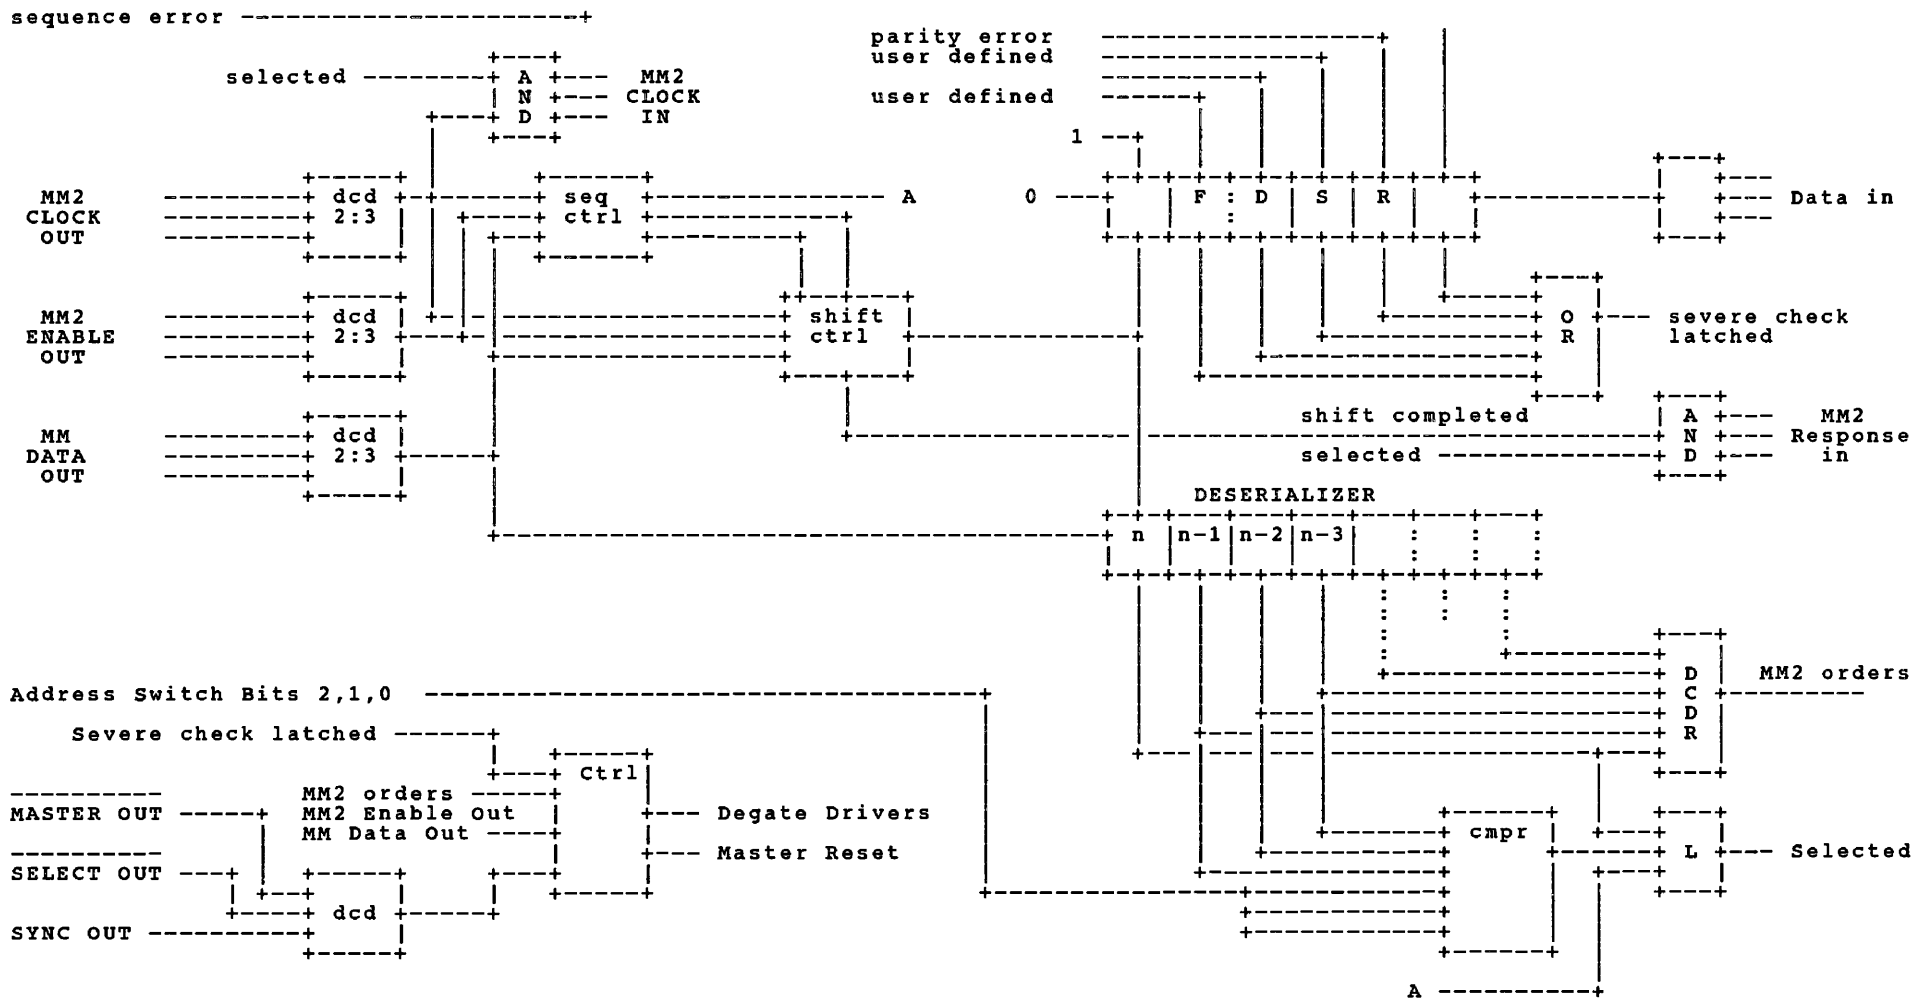 sequence error
parity error
user defined
selected
A
N
D
MM2
CLOCK
IN
user defined
1
MM2
CLOCK
OUT
dcd
2:3
seq
ctrl
A
0
F : D S R
Data in
MM2
ENABLE
OUT
dcd
2:3
shift
ctrl
O
R
severe check
latched
MM
DATA
OUT
dcd
2:3
shift completed
selected
A
N
D
MM2
Response
in
DESERIALIZER
n n-1 n-2 n-3
Address Switch Bits 2,1,0
D
C
D
R
MM2 orders
Severe check latched
Ctrl
MM2 orders
MM2 Enable Out
MM Data Out
Degate Drivers
Master Reset
MASTER OUT
SELECT OUT
SYNC OUT
dcd
cmpr
L
Selected
A